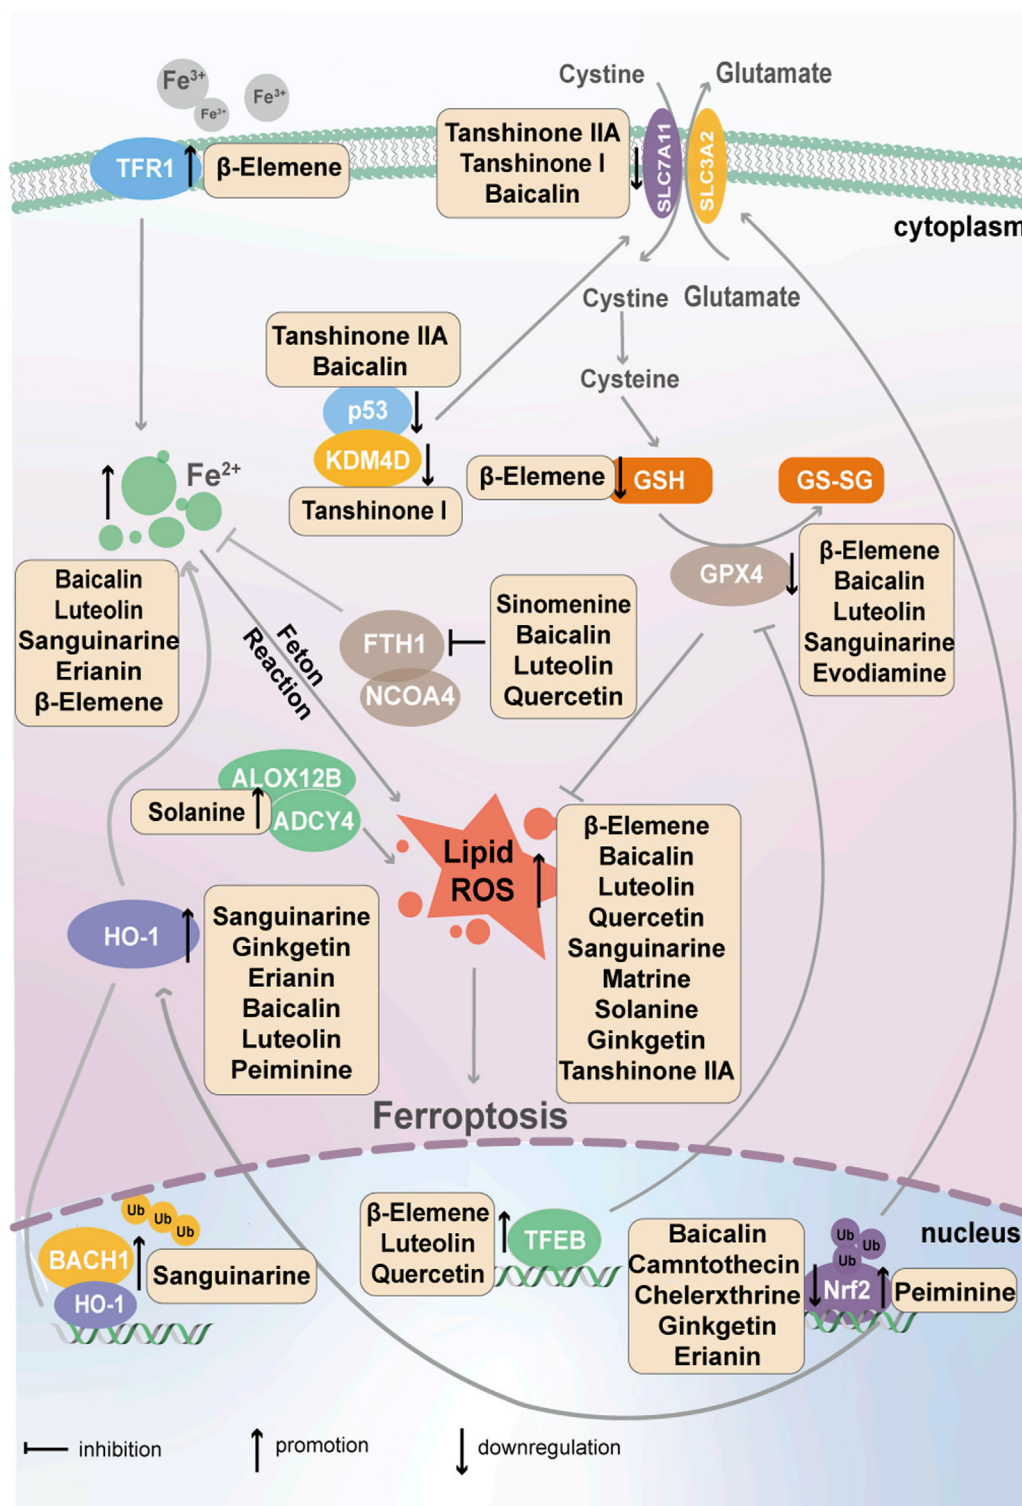 Cystine
Glutamate
Fe³⁺
Fe³⁺
Fe³⁺
TFR1
β-Elemene
Tanshinone IIA
Tanshinone I
Baicalin
SLC7A11
SLC3A2
cytoplasm
Cystine
Glutamate
Cysteine
Tanshinone IIA
Baicalin
p53
KDM4D
Tanshinone I
β-Elemene
GSH
GS-SG
Fe²⁺
GPX4
β-Elemene
Baicalin
Luteolin
Sanguinarine
Evodiamine
Baicalin
Luteolin
Sanguinarine
Erianin
β-Elemene
Feton
Reaction
FTH1
NCOA4
Sinomenine
Baicalin
Luteolin
Quercetin
ALOX12B
ADCY4
Solanine
Lipid
ROS
β-Elemene
Baicalin
Luteolin
Quercetin
Sanguinarine
Matrine
Solanine
Ginkgetin
Tanshinone IIA
HO-1
Sanguinarine
Ginkgetin
Erianin
Baicalin
Luteolin
Peiminine
Ferroptosis
Ub
Ub
Ub
BACH1
HO-1
Sanguinarine
β-Elemene
Luteolin
Quercetin
TFEB
Baicalin
Camntothecin
Chelerxthrine
Ginkgetin
Erianin
Ub
Ub
Ub
Nrf2
Peiminine
nucleus
inhibition
promotion
downregulation